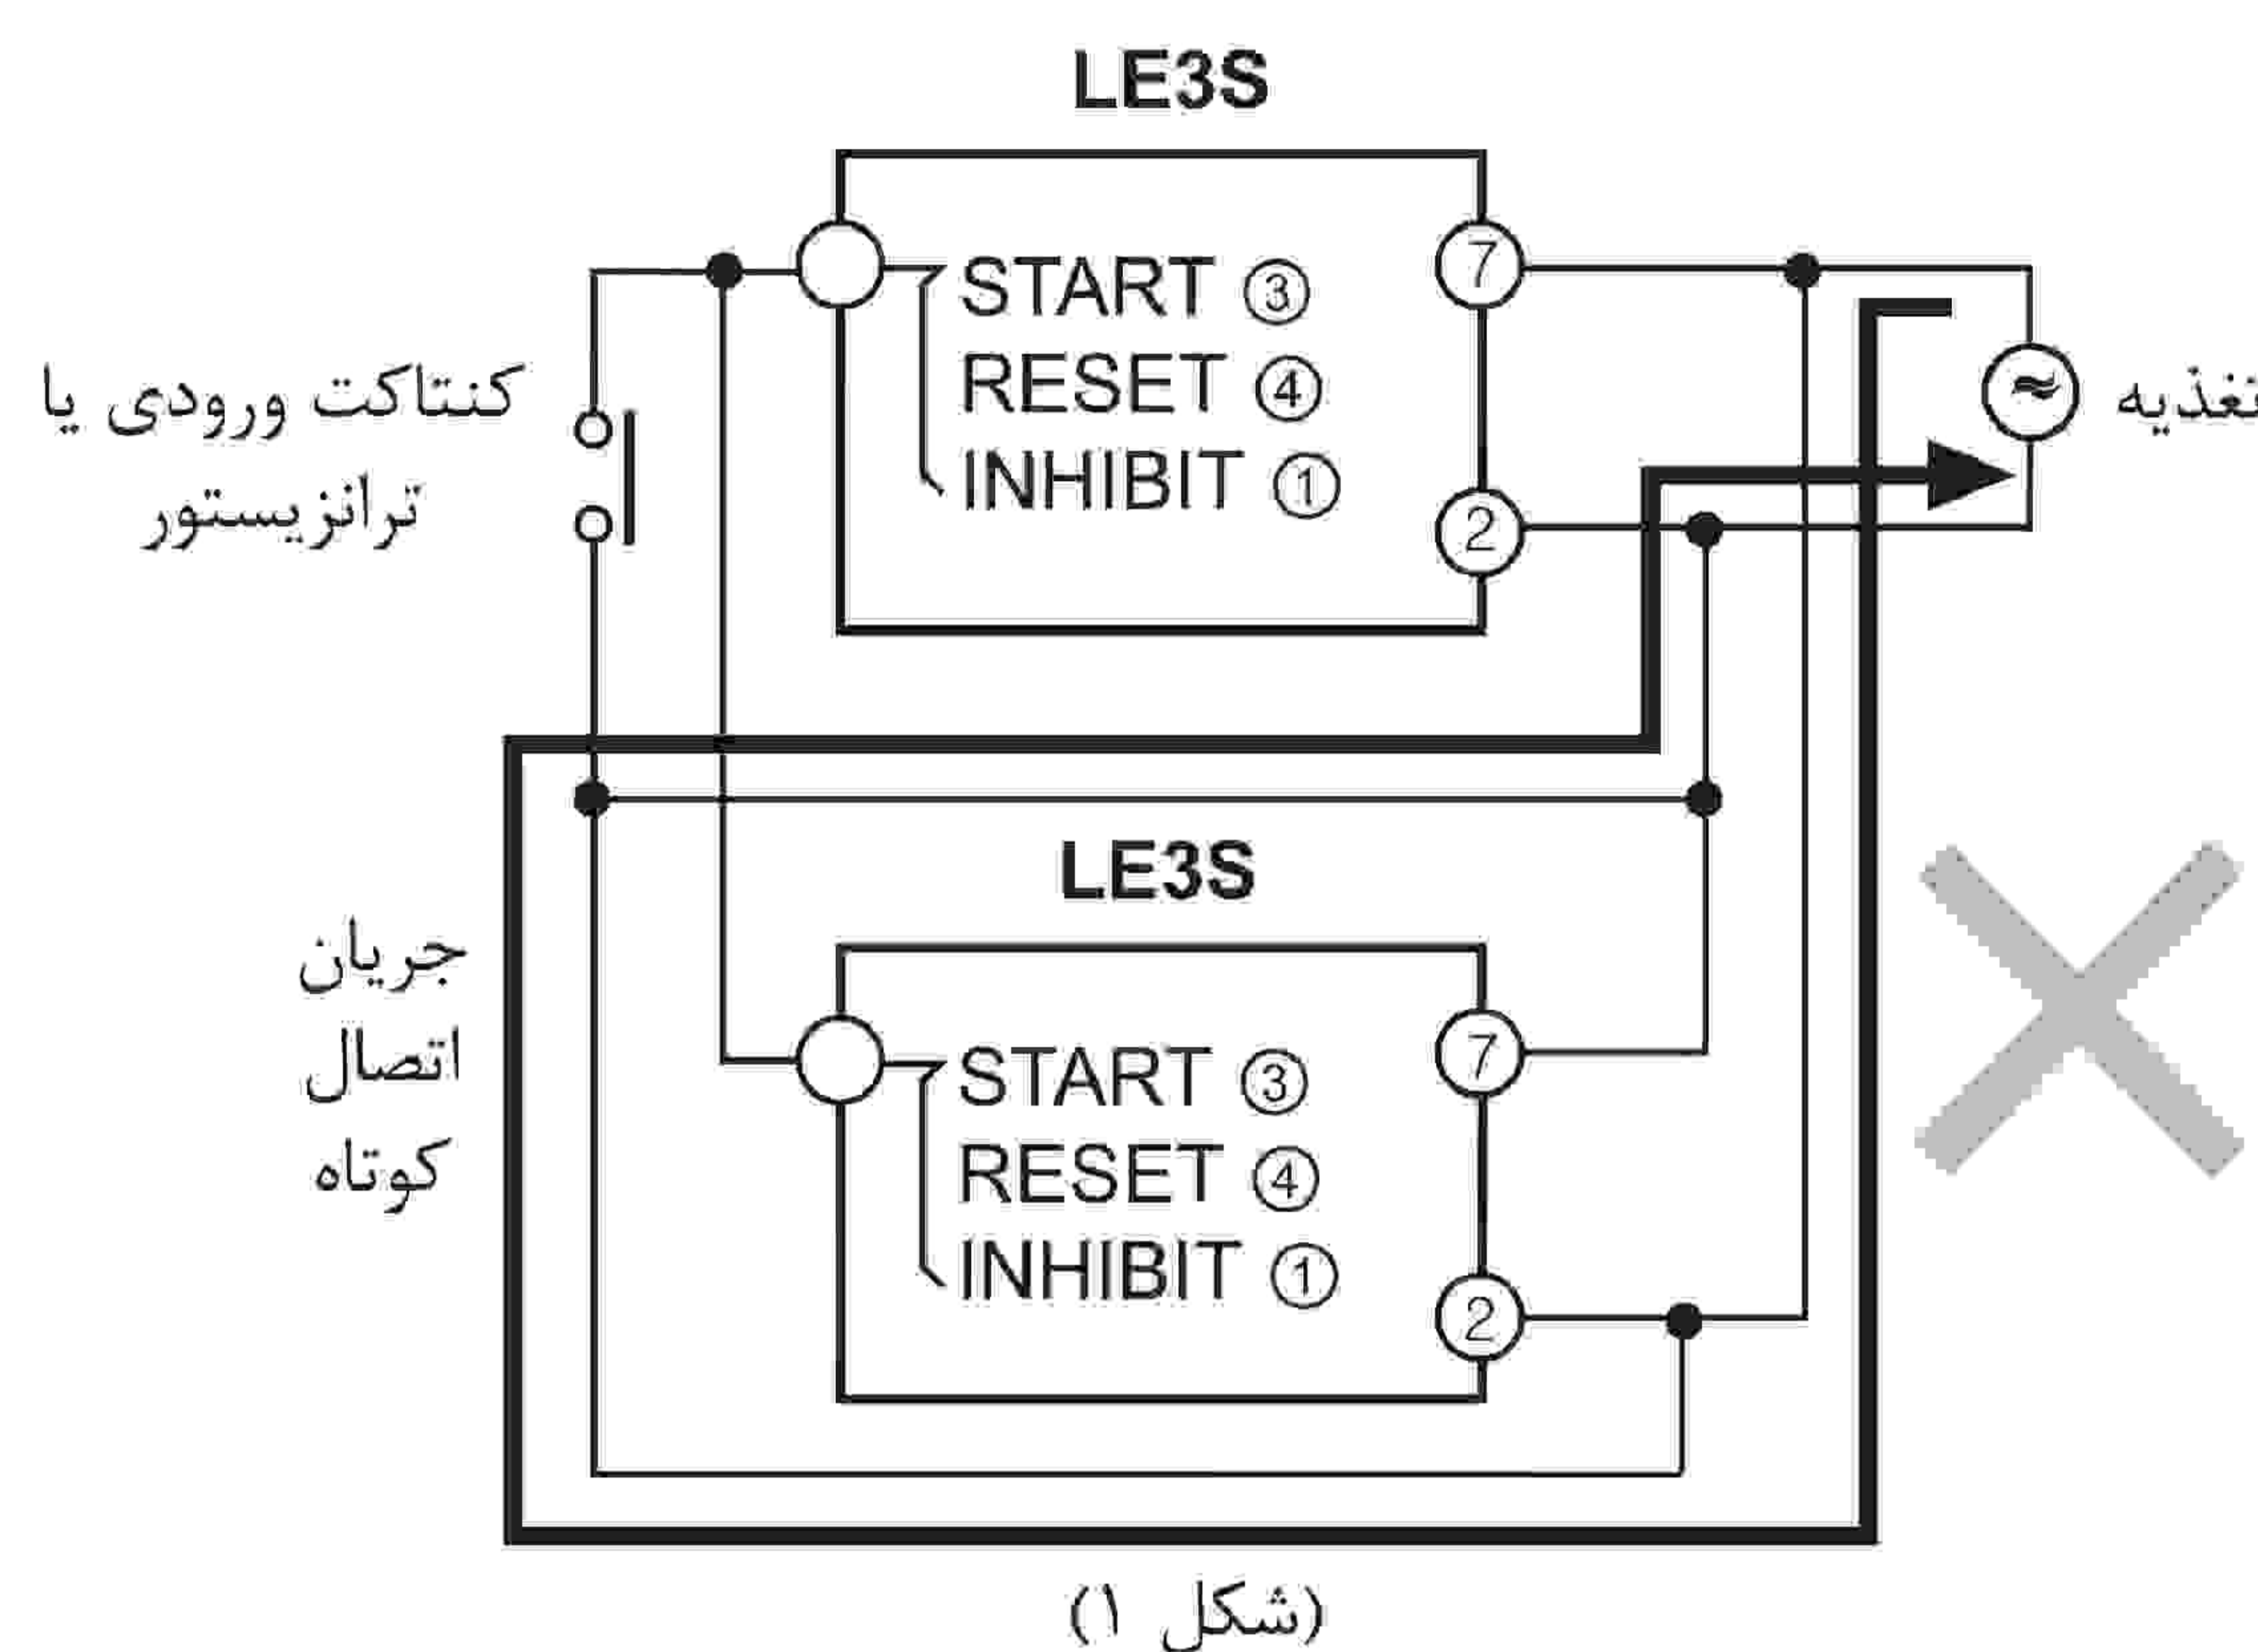 LE3S
START ③
RESET ④
INHIBIT ①
7
2
کنتاکت ورودی یا
ترانزیستور
تغذیه
LE3S
START ③
RESET ④
INHIBIT ①
7
2
جریان
اتصال
کوتاه
(شکل ۱)